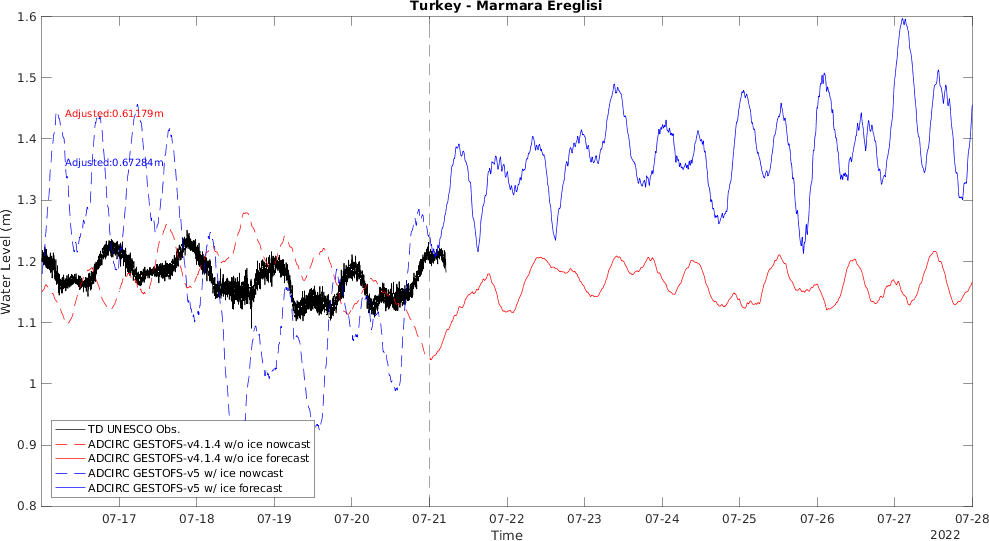 Turkey - Marmara Ereglisi
1.6
1.5
1.4
1.3
1.2
1.1
1
0.9
0.8
Water Level (m)
Adjusted:0.61179m
Adjusted:0.67284m
TD UNESCO Obs.
ADCIRC GESTOFS-v4.1.4 w/o ice nowcast
ADCIRC GESTOFS-v4.1.4 w/o ice forecast
ADCIRC GESTOFS-v5 w/ ice nowcast
ADCIRC GESTOFS-v5 w/ ice forecast
07-17 07-18 07-19 07-20 07-21 07-22 07-23 07-24 07-25 07-26 07-27 07-28
Time
2022